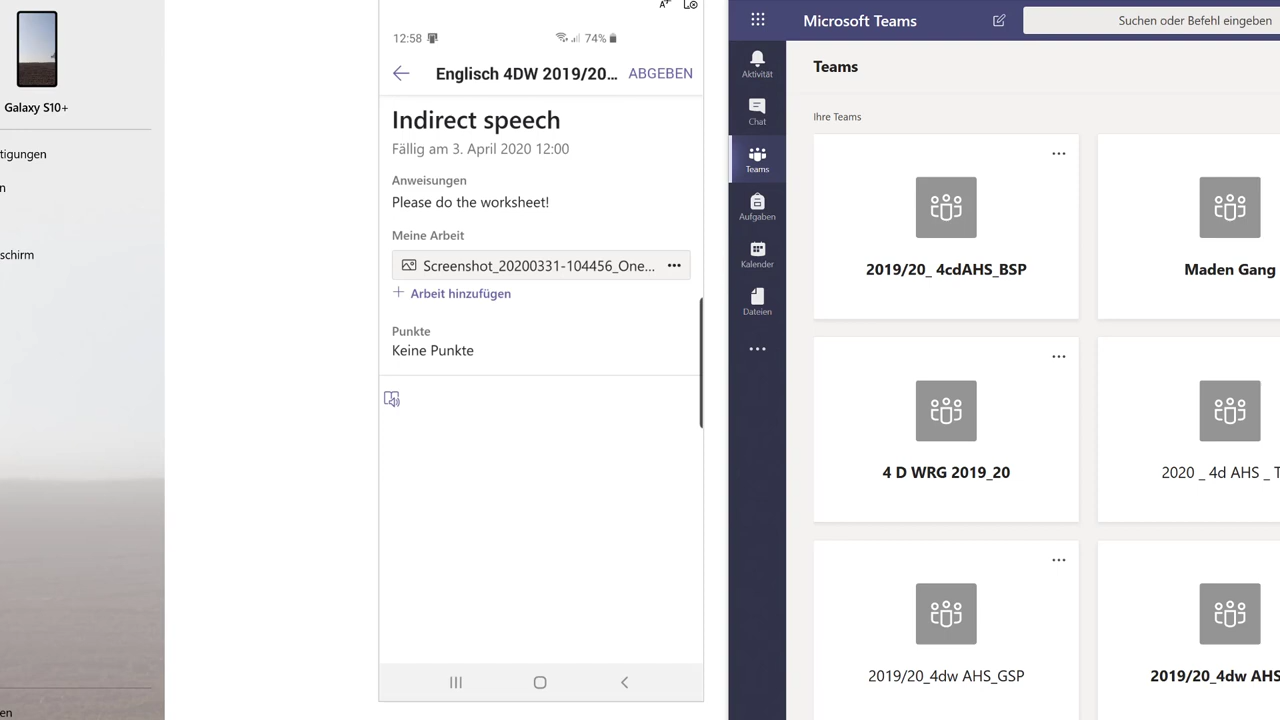 Galaxy S10+
tigungen
n
schirm
en
12:58
74%
Englisch 4DW 2019/20...
ABGEBEN
Indirect speech
Fällig am 3. April 2020 12:00
Anweisungen
Please do the worksheet!
Meine Arbeit
Screenshot_20200331-104456_One...
+ Arbeit hinzufügen
Punkte
Keine Punkte
Microsoft Teams
Suchen oder Befehl eingeben
Aktivität
Chat
Teams
Aufgaben
Kalender
Dateien
Teams
Ihre Teams
2019/20_ 4cdAHS_BSP
Maden Gang
4 D WRG 2019_20
2020 _ 4d AHS _ T
2019/20_4dw AHS_GSP
2019/20_4dw AHS